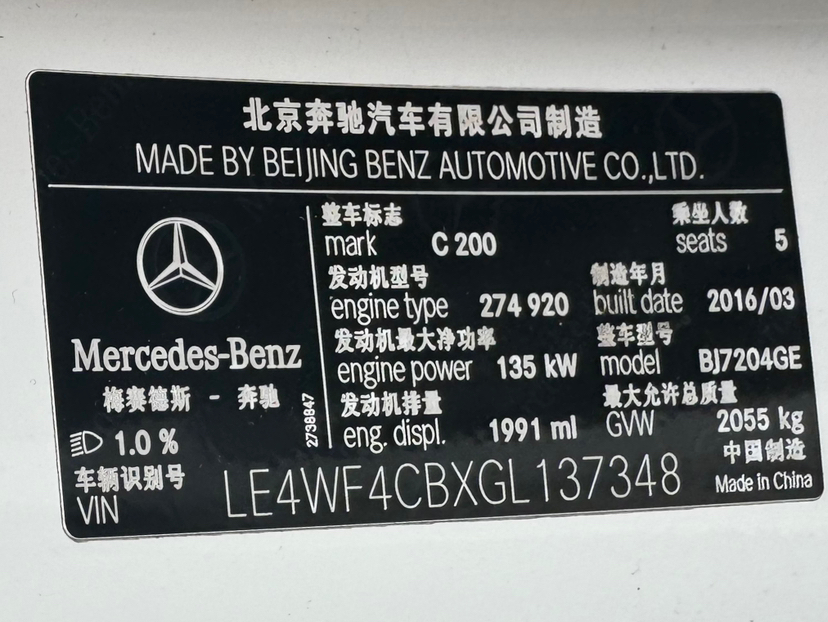 北京奔驰汽车有限公司制造
MADE BY BEIJING BENZ AUTOMOTIVE CO.,LTD.
Mercedes-Benz
梅赛德斯 - 奔驰
1.0 %
2738847
整车标志 乘坐人数
mark C 200 seats 5
发动机型号 制造年月
engine type 274 920 built date 2016/03
发动机最大净功率 整车型号
engine power 135 kW model BJ7204GE
发动机排量 最大允许总质量
eng. displ. 1991 ml GVW 2055 kg
车辆识别号 中国制造
VIN LE4WF4CBXGL137348 Made in China